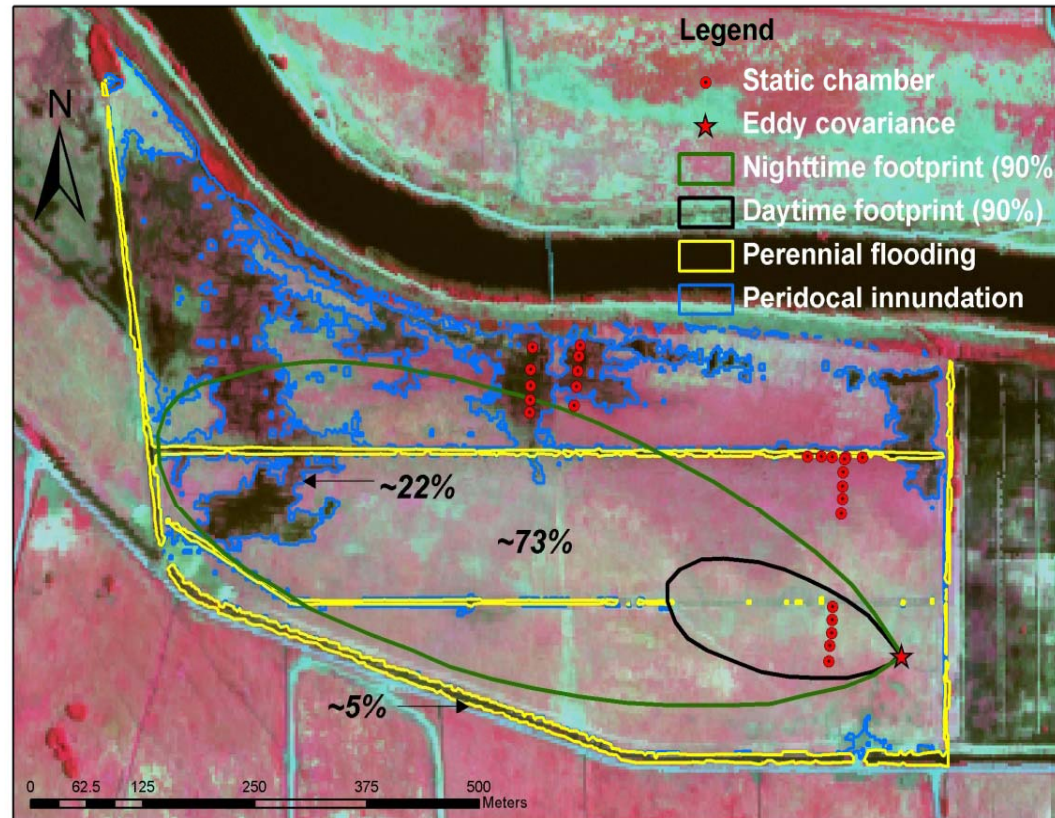 Legend
Static chamber
Eddy covariance
Nighttime footprint (90%
Daytime footprint (90%)
Perennial flooding
Peridocal innundation
N
~22%
~73%
~5%
0 62.5 125 250 375 500
Meters